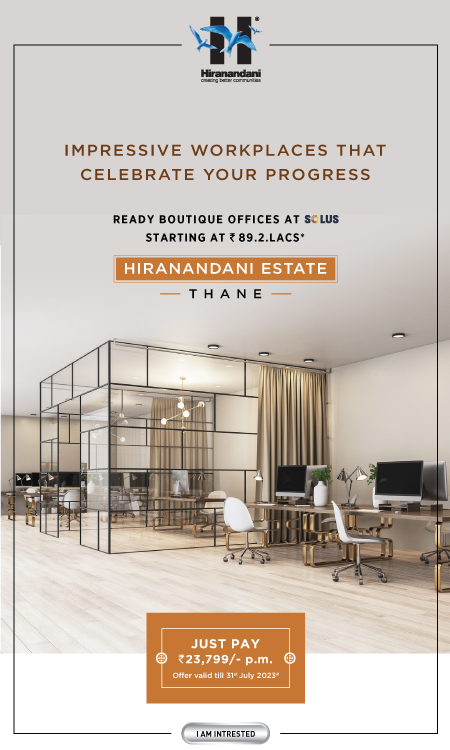 H®
Hiranandani
creating better communities
IMPRESSIVE WORKPLACES THAT
CELEBRATE YOUR PROGRESS
READY BOUTIQUE OFFICES AT SOLUS
STARTING AT ₹ 89.2.LACS*
HIRANANDANI ESTATE
THANE
JUST PAY
₹23,799/- p.m.
Offer valid till 31st July 2023#
I AM INTRESTED